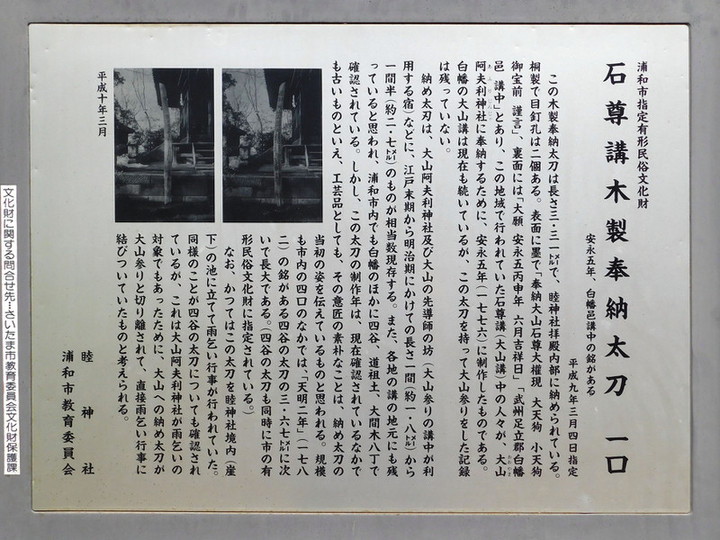 浦和市指定有形民俗文化財
石尊講木製奉納太刀 一口
安永五年、白幡邑講中の銘がある
平成九年三月四日指定
この木製奉納太刀は長さ三・三一㍍で、睦神社拝殿内部に納められている。
桐製で目釘孔は二個ある。表面に墨で「奉納大山石尊大権現 大天狗 小天狗
御宝前 謹言」、裏面には「大願 安永五丙申年 六月吉祥日」「武州足立郡白幡
邑 講中」とあり、この地域で行われていた石尊講(大山講)中の人々が、大山
阿夫利神社に奉納するために、安永五年(一七七六)に制作したものである。
白幡の大山講は現在も続いているが、この太刀を持って大山参りをした記録
は残っていない。
納め太刀は、大山阿夫利神社及び大山の先導師の坊(大山参りの講中が利
用する宿)などに、江戸末期から明治期にかけての長さ一間(約一・八㍍)から
一間半(約二・七㍍)のものが相当数現存する。また、各地の講の地元にも残
っていると思われ、浦和市内でも白幡のほかに四谷、道祖土、大間木八丁で
確認されている。しかし、この太刀の制作年は、現在確認されているなかで
も古いものといえ、工芸品としても、その意匠の素朴なことは、納め太刀の
当初の姿を伝えているものと思われる。規模
も市内の四口のなかでは、「天明二年」(一七八
二)の銘がある四谷の太刀の三・六七㍍に次
いで長大である。(四谷の太刀も同時に市の有
形民俗文化財に指定されている。)
なお、かつてはこの太刀を睦神社境内(崖
下)の池に立てて雨乞い行事が行われていた。
同様のことが四谷の太刀についても確認され
ているが、これは大山阿夫利神社が雨乞いの
対象でもあったために、大山への納め太刀が
大山参りと切り離されて、直接雨乞い行事に
結びついていたものと考えられる。
平成十年三月
睦神社
浦和市教育委員会
文化財に関する問合せ先…さいたま市教育委員会文化財保護課